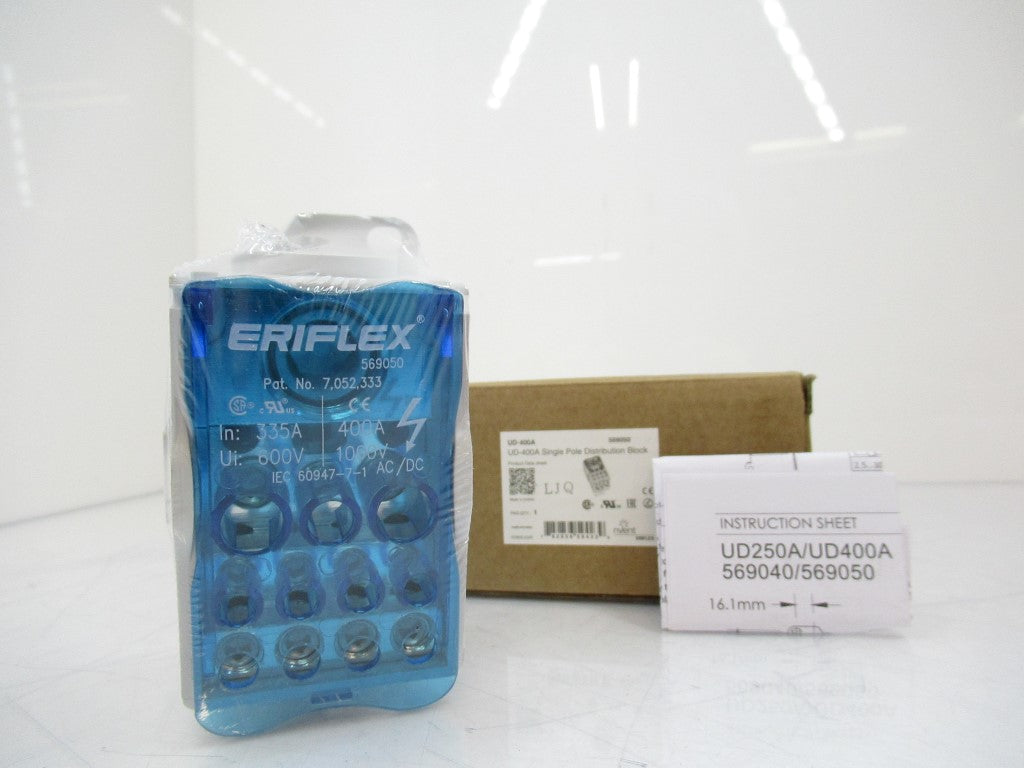 ERIFLEX®
569050
Pat. No. 7,052,333
In: 335A 400A
Ui: 600V 1000V
IEC 60947-7-1 AC/DC
UD-400A 569050
UD-400A Single Pole Distribution Block
LJQ
nvent
INSTRUCTION SHEET
UD250A/UD400A
569040/569050
16.1mm